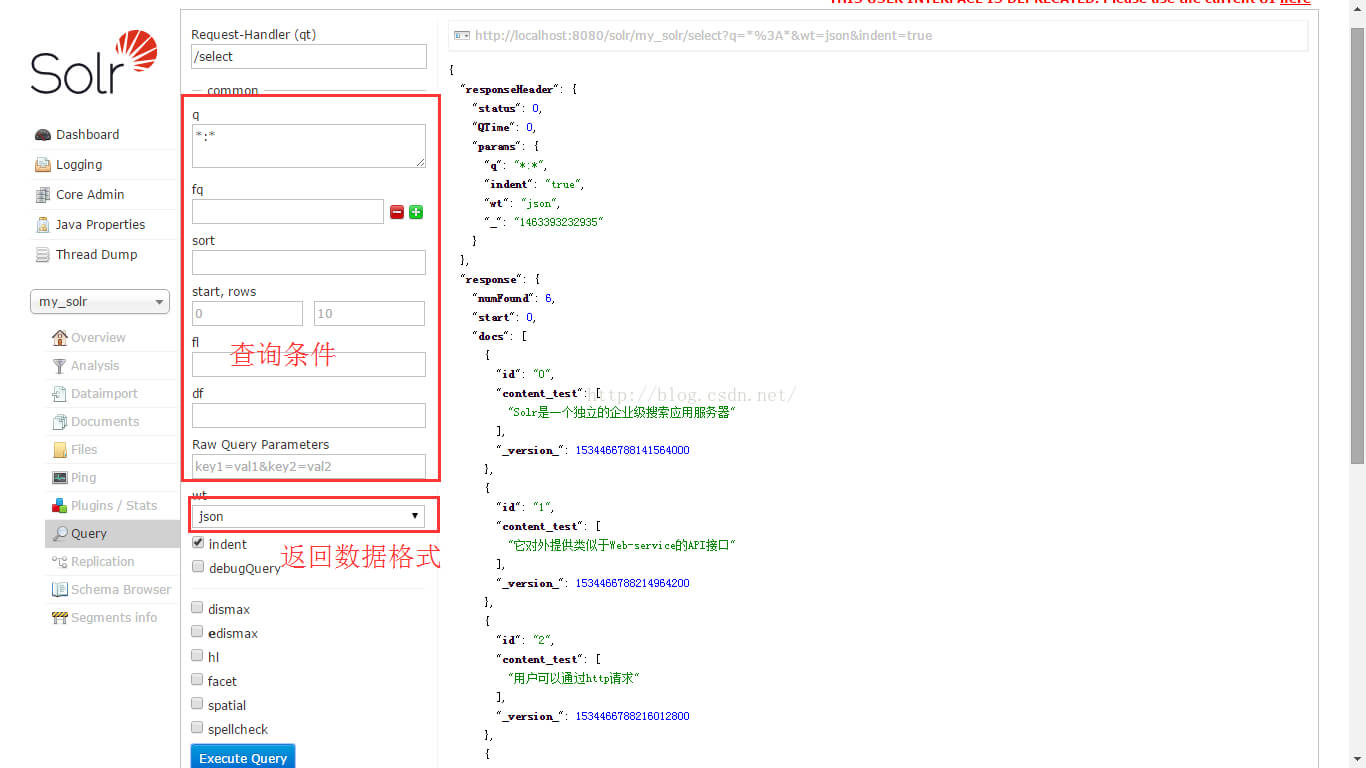 THIS USER INTERFACE IS DEPRECATED. Please use the current UI here
Solr
Dashboard
Logging
Core Admin
Java Properties
Thread Dump
my_solr
Overview
Analysis
Dataimport
Documents
Files
Ping
Plugins / Stats
Query
Replication
Schema Browser
Segments info
Request-Handler (qt)
/select
common
q
*:*
fq
sort
start, rows
0 10
fl
查询条件
df
Raw Query Parameters
key1=val1&key2=val2
wt
json
indent
返回数据格式
debugQuery
dismax
edismax
hl
facet
spatial
spellcheck
Execute Query
http://localhost:8080/solr/my_solr/select?q=*%3A*&wt=json&indent=true
{
"responseHeader": {
"status": 0,
"QTime": 0,
"params": {
"q": "*:*",
"indent": "true",
"wt": "json",
"_": "1463393232935"
}
},
"response": {
"numFound": 6,
"start": 0,
"docs": [
{
"id": "0",
"content_test": [
http://blog.csdn.net/
"Solr是一个独立的企业级搜索应用服务器"
],
"_version_": 1534466788141564000
},
{
"id": "1",
"content_test": [
"它对外提供类似于Web-service的API接口"
],
"_version_": 1534466788214964200
},
{
"id": "2",
"content_test": [
"用户可以通过http请求"
],
"_version_": 1534466788216012800
},
{